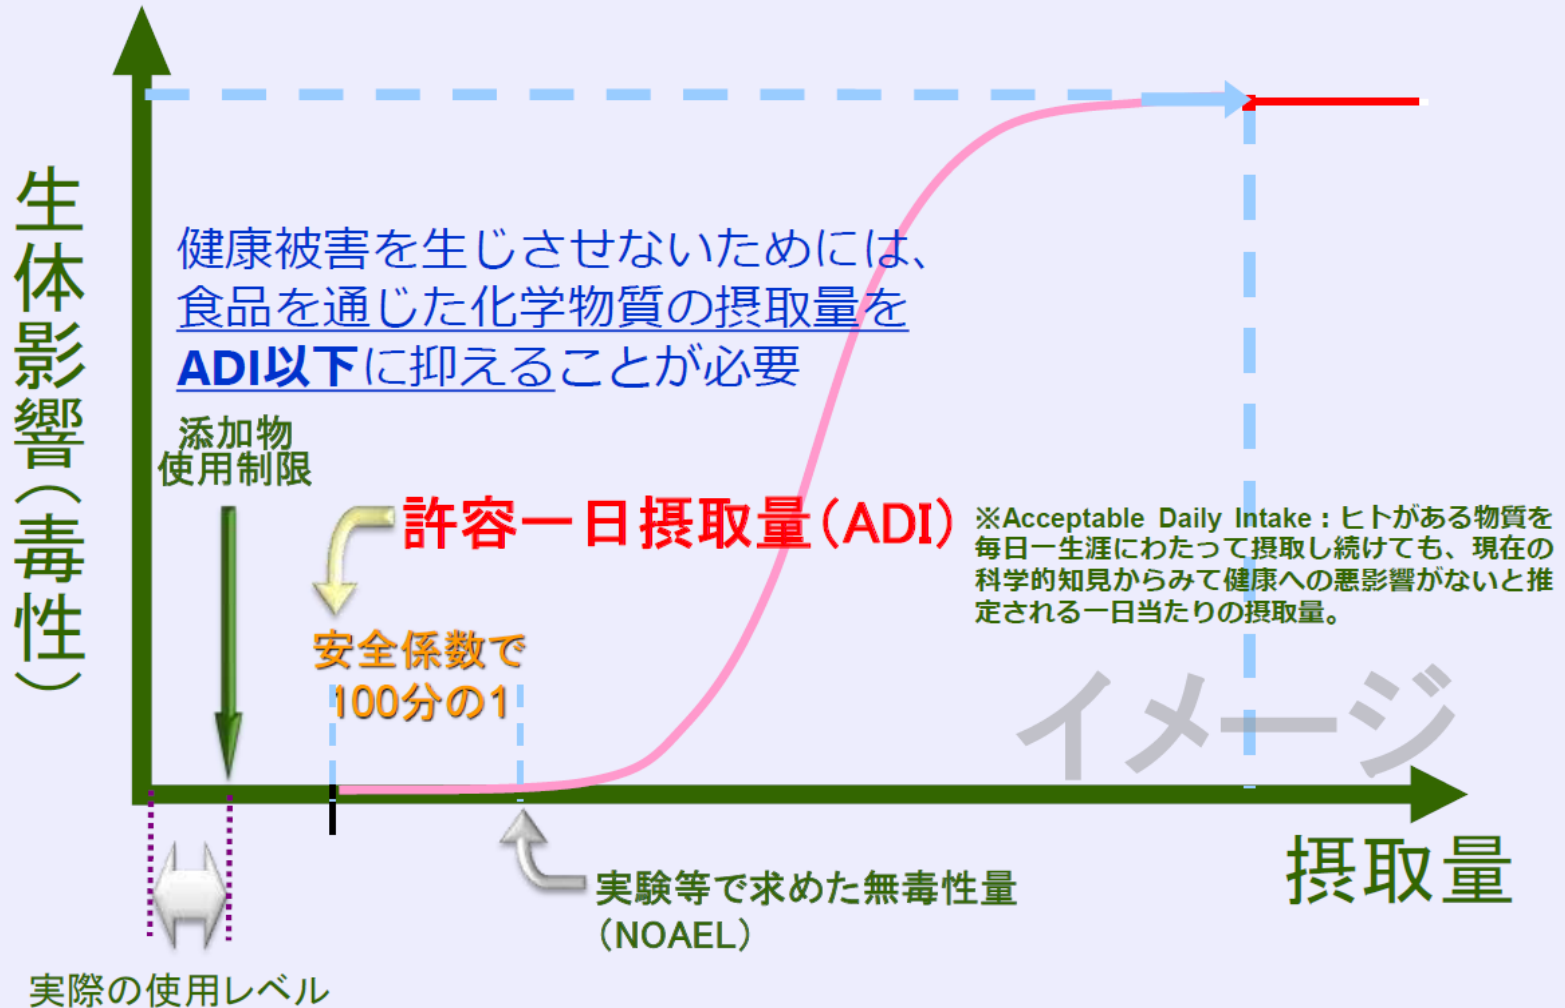 生体影響(毒性)
健康被害を生じさせないためには、
食品を通じた化学物質の摂取量を
ADI以下に抑えることが必要
添加物
使用制限
許容一日摂取量(ADI)
※Acceptable Daily Intake:ヒトがある物質を
毎日一生涯にわたって摂取し続けても、現在の
科学的知見からみて健康への悪影響がないと推
定される一日当たりの摂取量。
安全係数で
100分の1
イメージ
摂取量
実験等で求めた無毒性量
(NOAEL)
実際の使用レベル